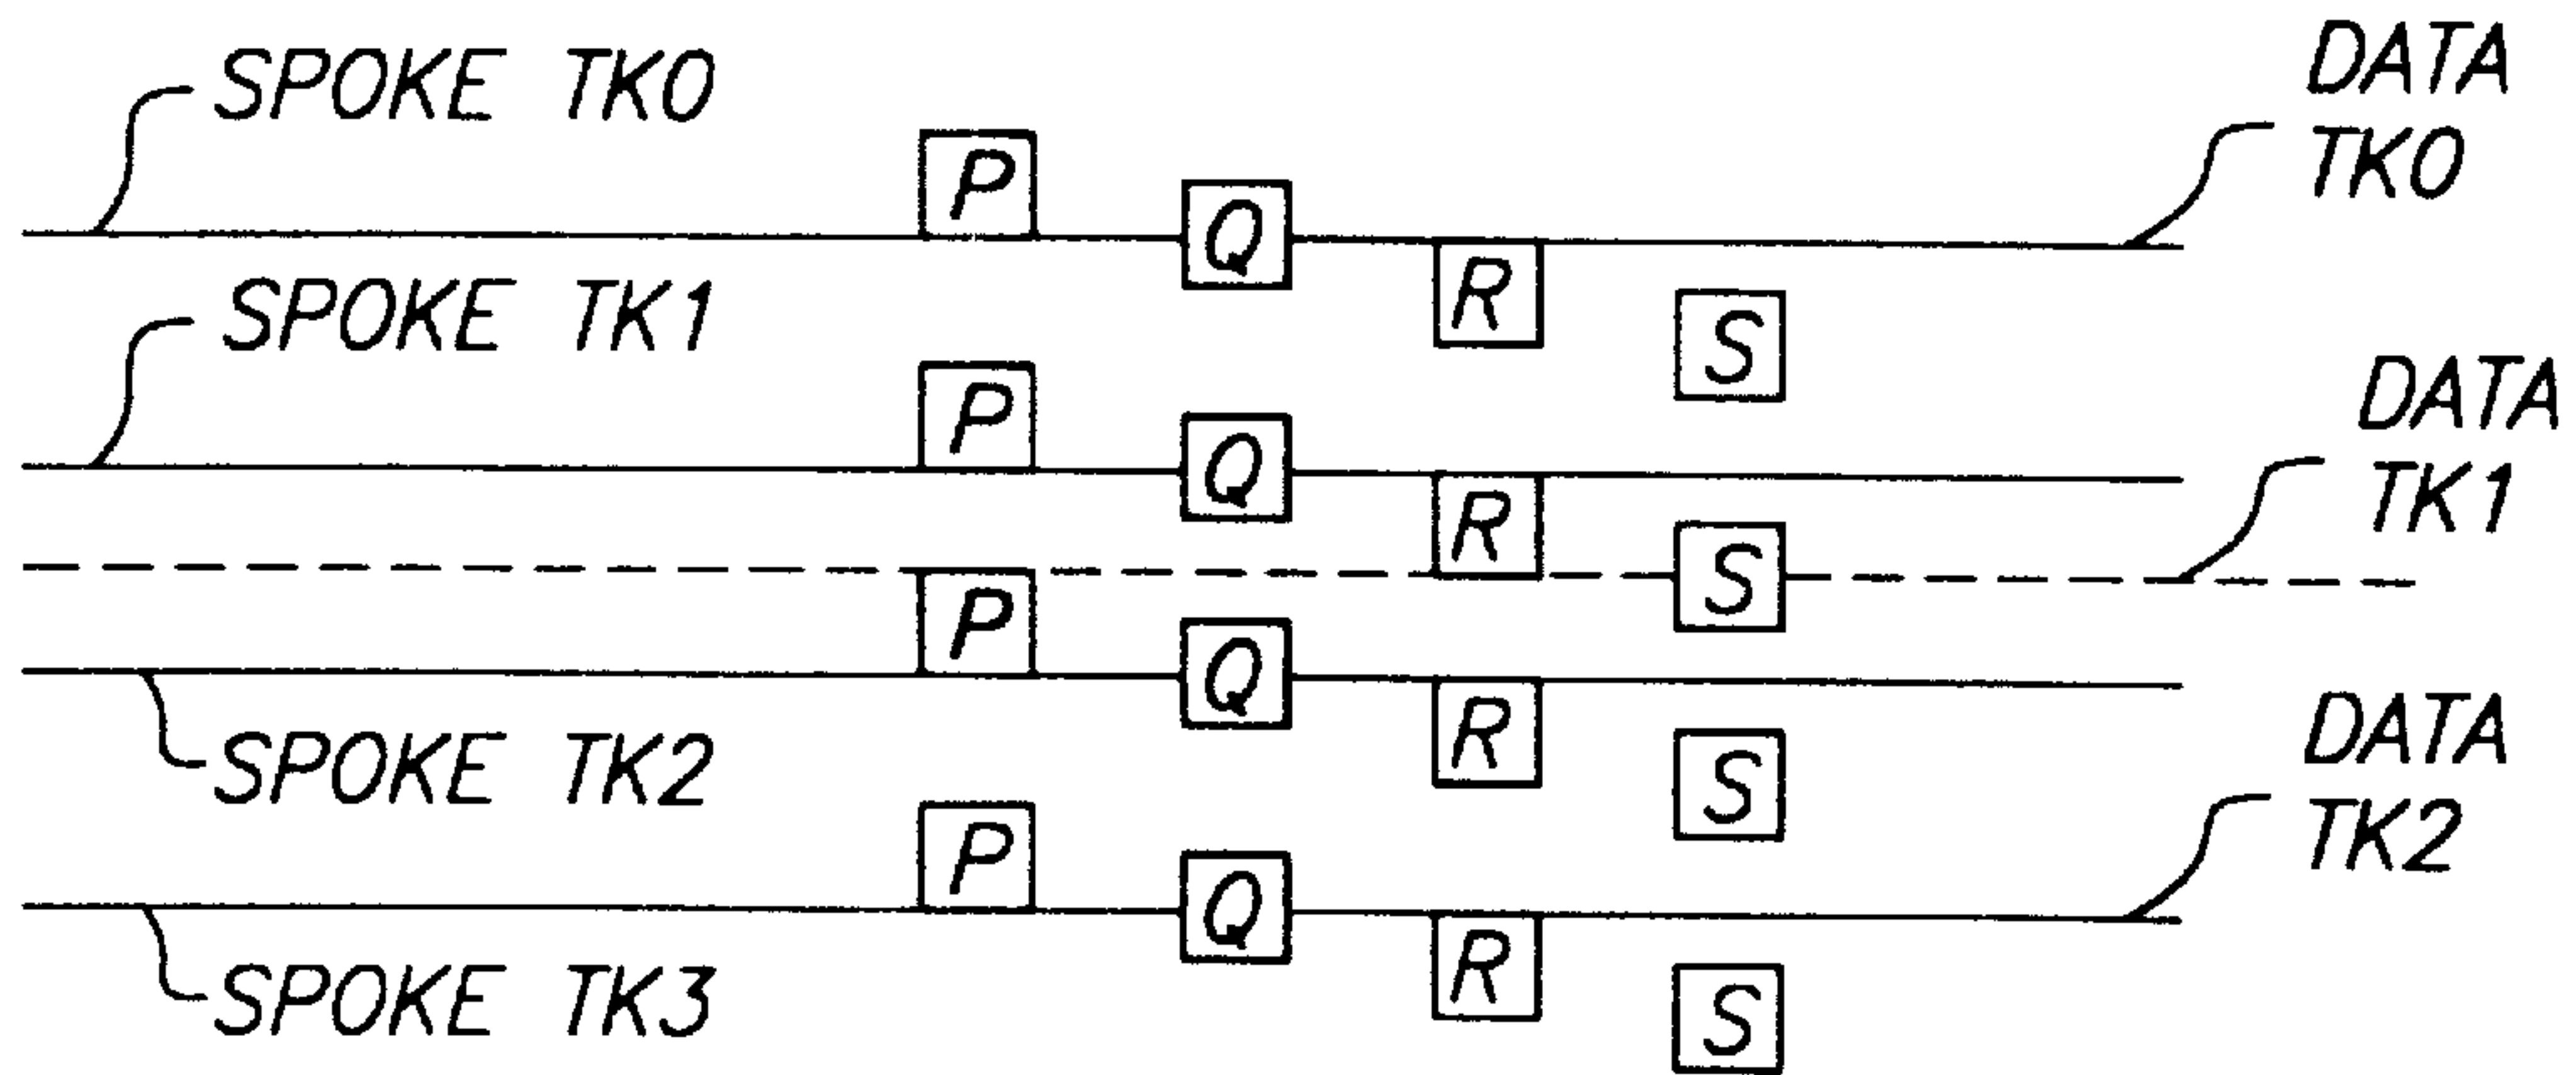 SPOKE TK0
DATA
TK0
P
Q
R
S
SPOKE TK1
DATA
TK1
P
Q
R
S
P
Q
R
S
SPOKE TK2
DATA
TK2
P
Q
R
S
SPOKE TK3